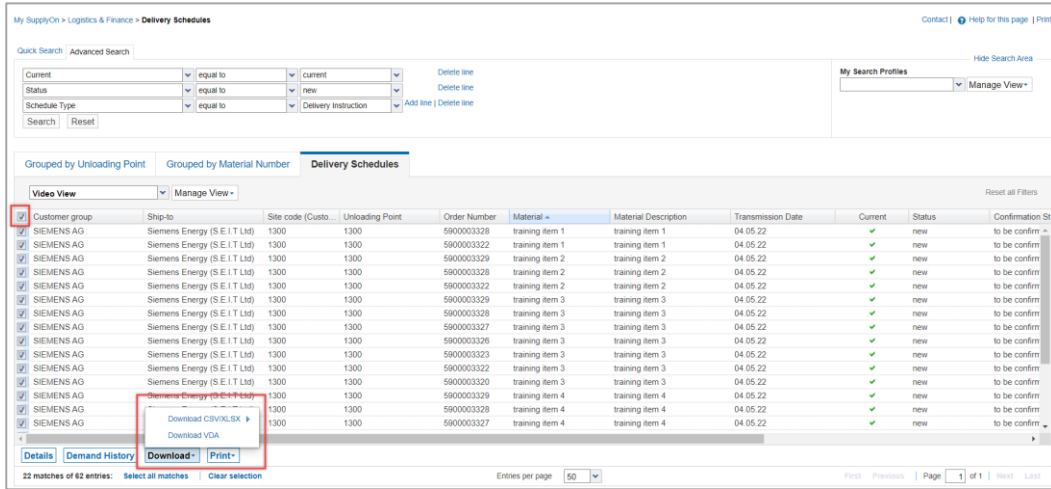 My SupplyOn > Logistics & Finance > Delivery Schedules Contact | Help for this page | Print
Hide Search Area
Quick Search Advanced Search
Current equal to current Delete line My Search Profiles
Status equal to new Delete line Manage View
Schedule Type equal to Delivery Instruction Add line | Delete line
Search Reset
Grouped by Unloading Point Grouped by Material Number Delivery Schedules
Video View Manage View Reset all Filters
Customer group Ship-to Site code (Custo... Unloading Point Order Number Material Material Description Transmission Date Current Status Confirmation St
SIEMENS AG Siemens Energy (S.E.I.T Ltd) 1300 1300 5900003328 training item 1 training item 1 04.05.22 new to be confirm
SIEMENS AG Siemens Energy (S.E.I.T Ltd) 1300 1300 5900003322 training item 1 training item 1 04.05.22 new to be confirm
SIEMENS AG Siemens Energy (S.E.I.T Ltd) 1300 1300 5900003329 training item 2 training item 2 04.05.22 new to be confirm
SIEMENS AG Siemens Energy (S.E.I.T Ltd) 1300 1300 5900003328 training item 2 training item 2 04.05.22 new to be confirm
SIEMENS AG Siemens Energy (S.E.I.T Ltd) 1300 1300 5900003322 training item 2 training item 2 04.05.22 new to be confirm
SIEMENS AG Siemens Energy (S.E.I.T Ltd) 1300 1300 5900003329 training item 3 training item 3 04.05.22 new to be confirm
SIEMENS AG Siemens Energy (S.E.I.T Ltd) 1300 1300 5900003328 training item 3 training item 3 04.05.22 new to be confirm
SIEMENS AG Siemens Energy (S.E.I.T Ltd) 1300 1300 5900003327 training item 3 training item 3 04.05.22 new to be confirm
SIEMENS AG Siemens Energy (S.E.I.T Ltd) 1300 1300 5900003326 training item 3 training item 3 04.05.22 new to be confirm
SIEMENS AG Siemens Energy (S.E.I.T Ltd) 1300 1300 5900003323 training item 3 training item 3 04.05.22 new to be confirm
SIEMENS AG Siemens Energy (S.E.I.T Ltd) 1300 1300 5900003322 training item 3 training item 3 04.05.22 new to be confirm
SIEMENS AG Siemens Energy (S.E.I.T Ltd) 1300 1300 5900003320 training item 3 training item 3 04.05.22 new to be confirm
SIEMENS AG Siemens Energy (S.E.I.T Ltd) 1300 1300 5900003329 training item 4 training item 4 04.05.22 new to be confirm
SIEMENS AG 1300 1300 5900003328 training item 4 training item 4 04.05.22 new to be confirm
Download CSV/XLSX
SIEMENS AG 1300 1300 5900003327 training item 4 training item 4 04.05.22 new to be confirm
Download VDA
Details Demand History Download Print
22 matches of 62 entries: Select all matches | Clear selection Entries per page 50 First Previous | Page 1 of 1 | Next Last